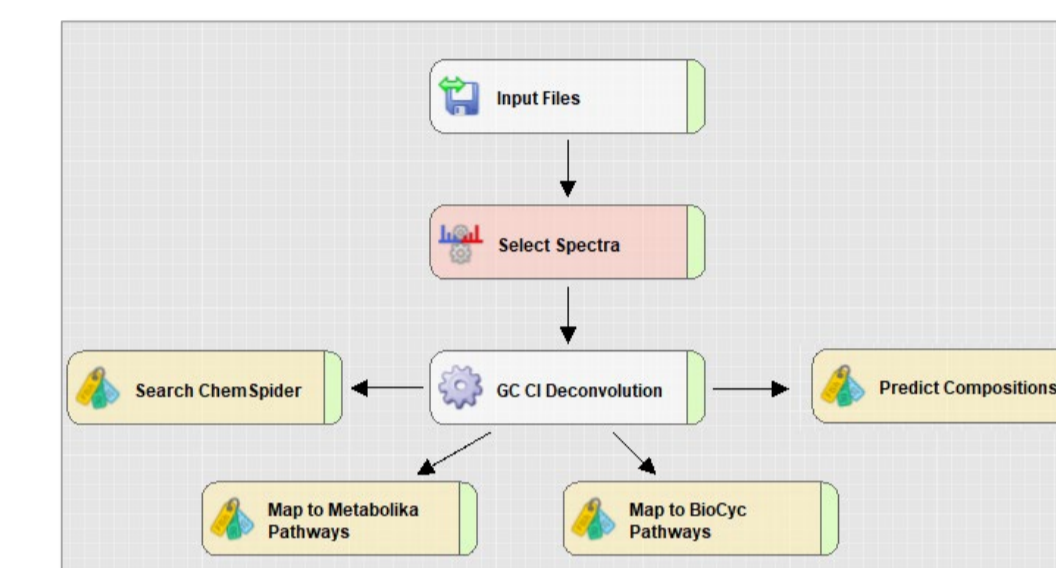 Input Files
Select Spectra
Search ChemSpider
GC CI Deconvolution
Predict Compositions
Map to Metabolika
Pathways
Map to BioCyc
Pathways